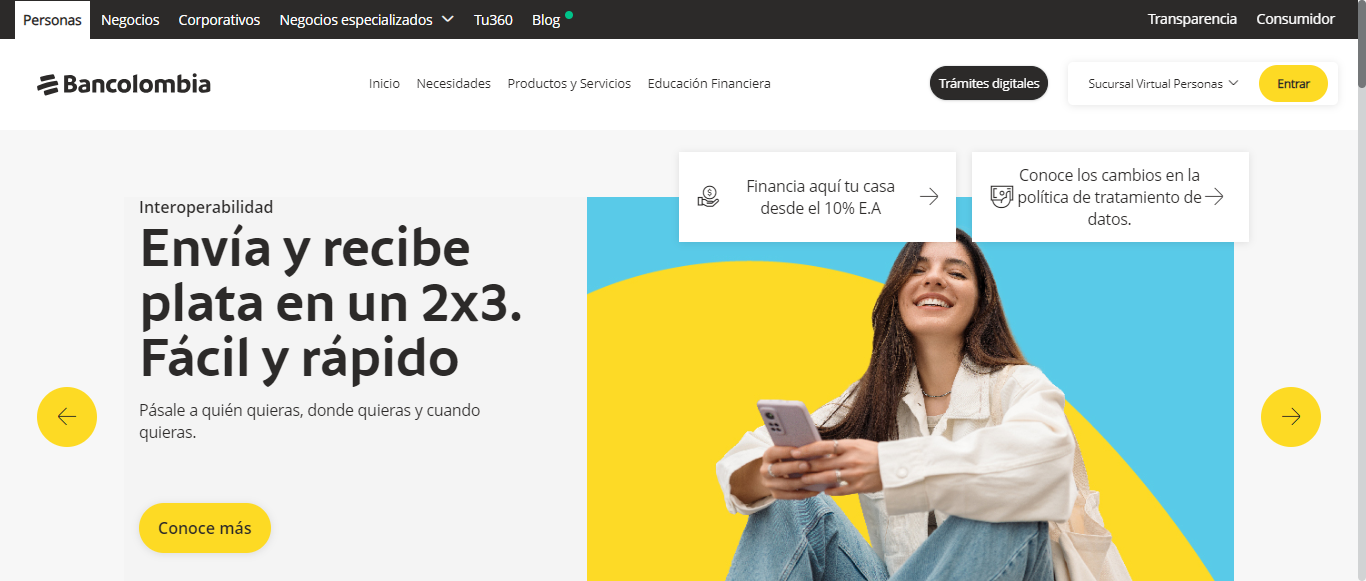 Personas Negocios Corporativos Negocios especializados Tu360 Blog Transparencia Consumidor
Bancolombia Inicio Necesidades Productos y Servicios Educación Financiera Trámites digitales Sucursal Virtual Personas Entrar
Financia aquí tu casa
desde el 10% E.A
Conoce los cambios en la
política de tratamiento de
datos.
Interoperabilidad
Envía y recibe
plata en un 2x3.
Fácil y rápido
Pásale a quién quieras, donde quieras y cuando
quieras.
Conoce más